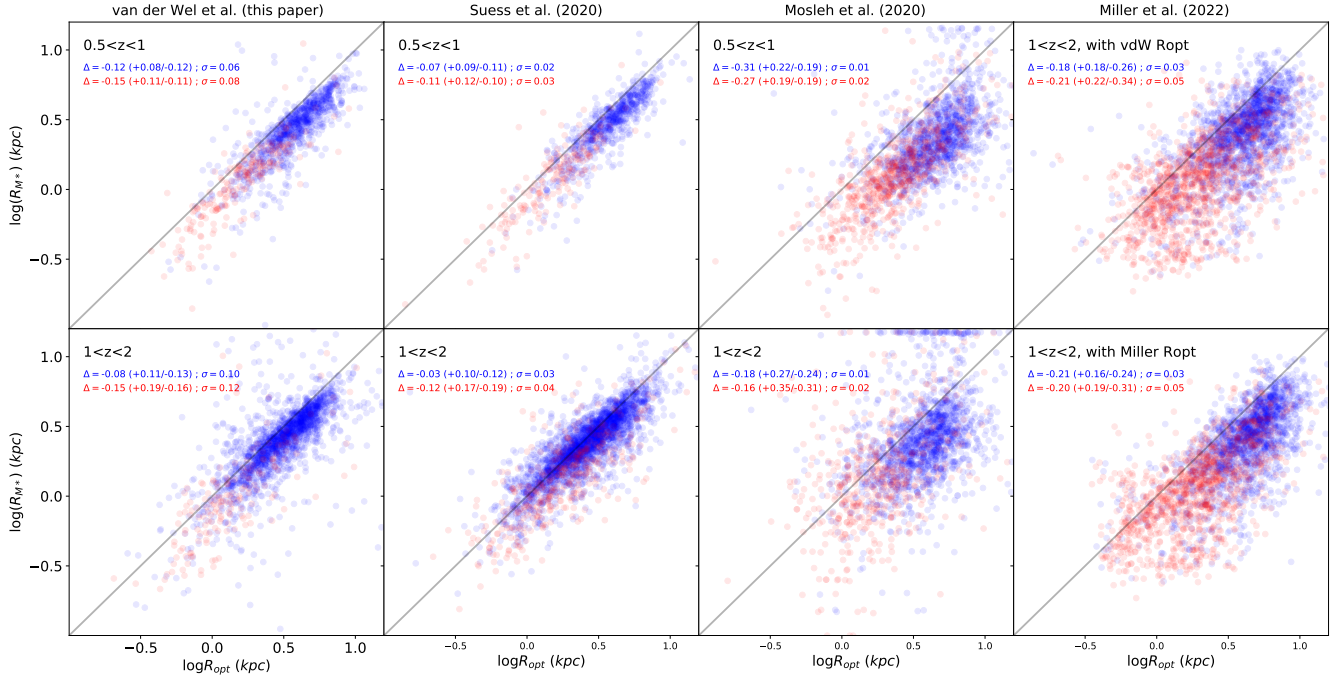 van der Wel et al. (this paper)
Suess et al. (2020)
Mosleh et al. (2020)
Miller et al. (2022)
0.5<z<1
Δ = -0.12 (+0.08/-0.12) ; σ = 0.06
Δ = -0.15 (+0.11/-0.11) ; σ = 0.08
0.5<z<1
Δ = -0.07 (+0.09/-0.11) ; σ = 0.02
Δ = -0.11 (+0.12/-0.10) ; σ = 0.03
0.5<z<1
Δ = -0.31 (+0.22/-0.19) ; σ = 0.01
Δ = -0.27 (+0.19/-0.19) ; σ = 0.02
1<z<2, with vdW Ropt
Δ = -0.18 (+0.18/-0.26) ; σ = 0.03
Δ = -0.21 (+0.22/-0.34) ; σ = 0.05
1.0
0.5
0.0
−0.5
log(R_{M*}) (kpc)
1<z<2
Δ = -0.08 (+0.11/-0.13) ; σ = 0.10
Δ = -0.15 (+0.19/-0.16) ; σ = 0.12
1<z<2
Δ = -0.03 (+0.10/-0.12) ; σ = 0.03
Δ = -0.12 (+0.17/-0.19) ; σ = 0.04
1<z<2
Δ = -0.18 (+0.27/-0.24) ; σ = 0.01
Δ = -0.16 (+0.35/-0.31) ; σ = 0.02
1<z<2, with Miller Ropt
Δ = -0.21 (+0.16/-0.24) ; σ = 0.03
Δ = -0.20 (+0.19/-0.31) ; σ = 0.05
1.0
0.5
0.0
−0.5
log(R_{M*}) (kpc)
−0.5 0.0 0.5 1.0
−0.5 0.0 0.5 1.0
−0.5 0.0 0.5 1.0
−0.5 0.0 0.5 1.0
logR_{opt} (kpc)
logR_{opt} (kpc)
logR_{opt} (kpc)
logR_{opt} (kpc)